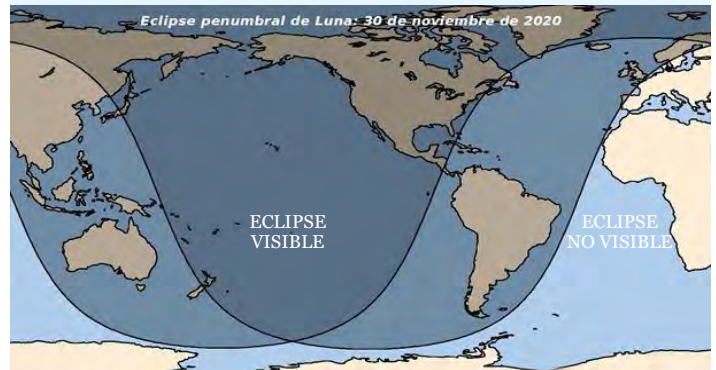 Eclipse penumbral de Luna: 30 de noviembre de 2020
ECLIPSE
VISIBLE
ECLIPSE
NO VISIBLE